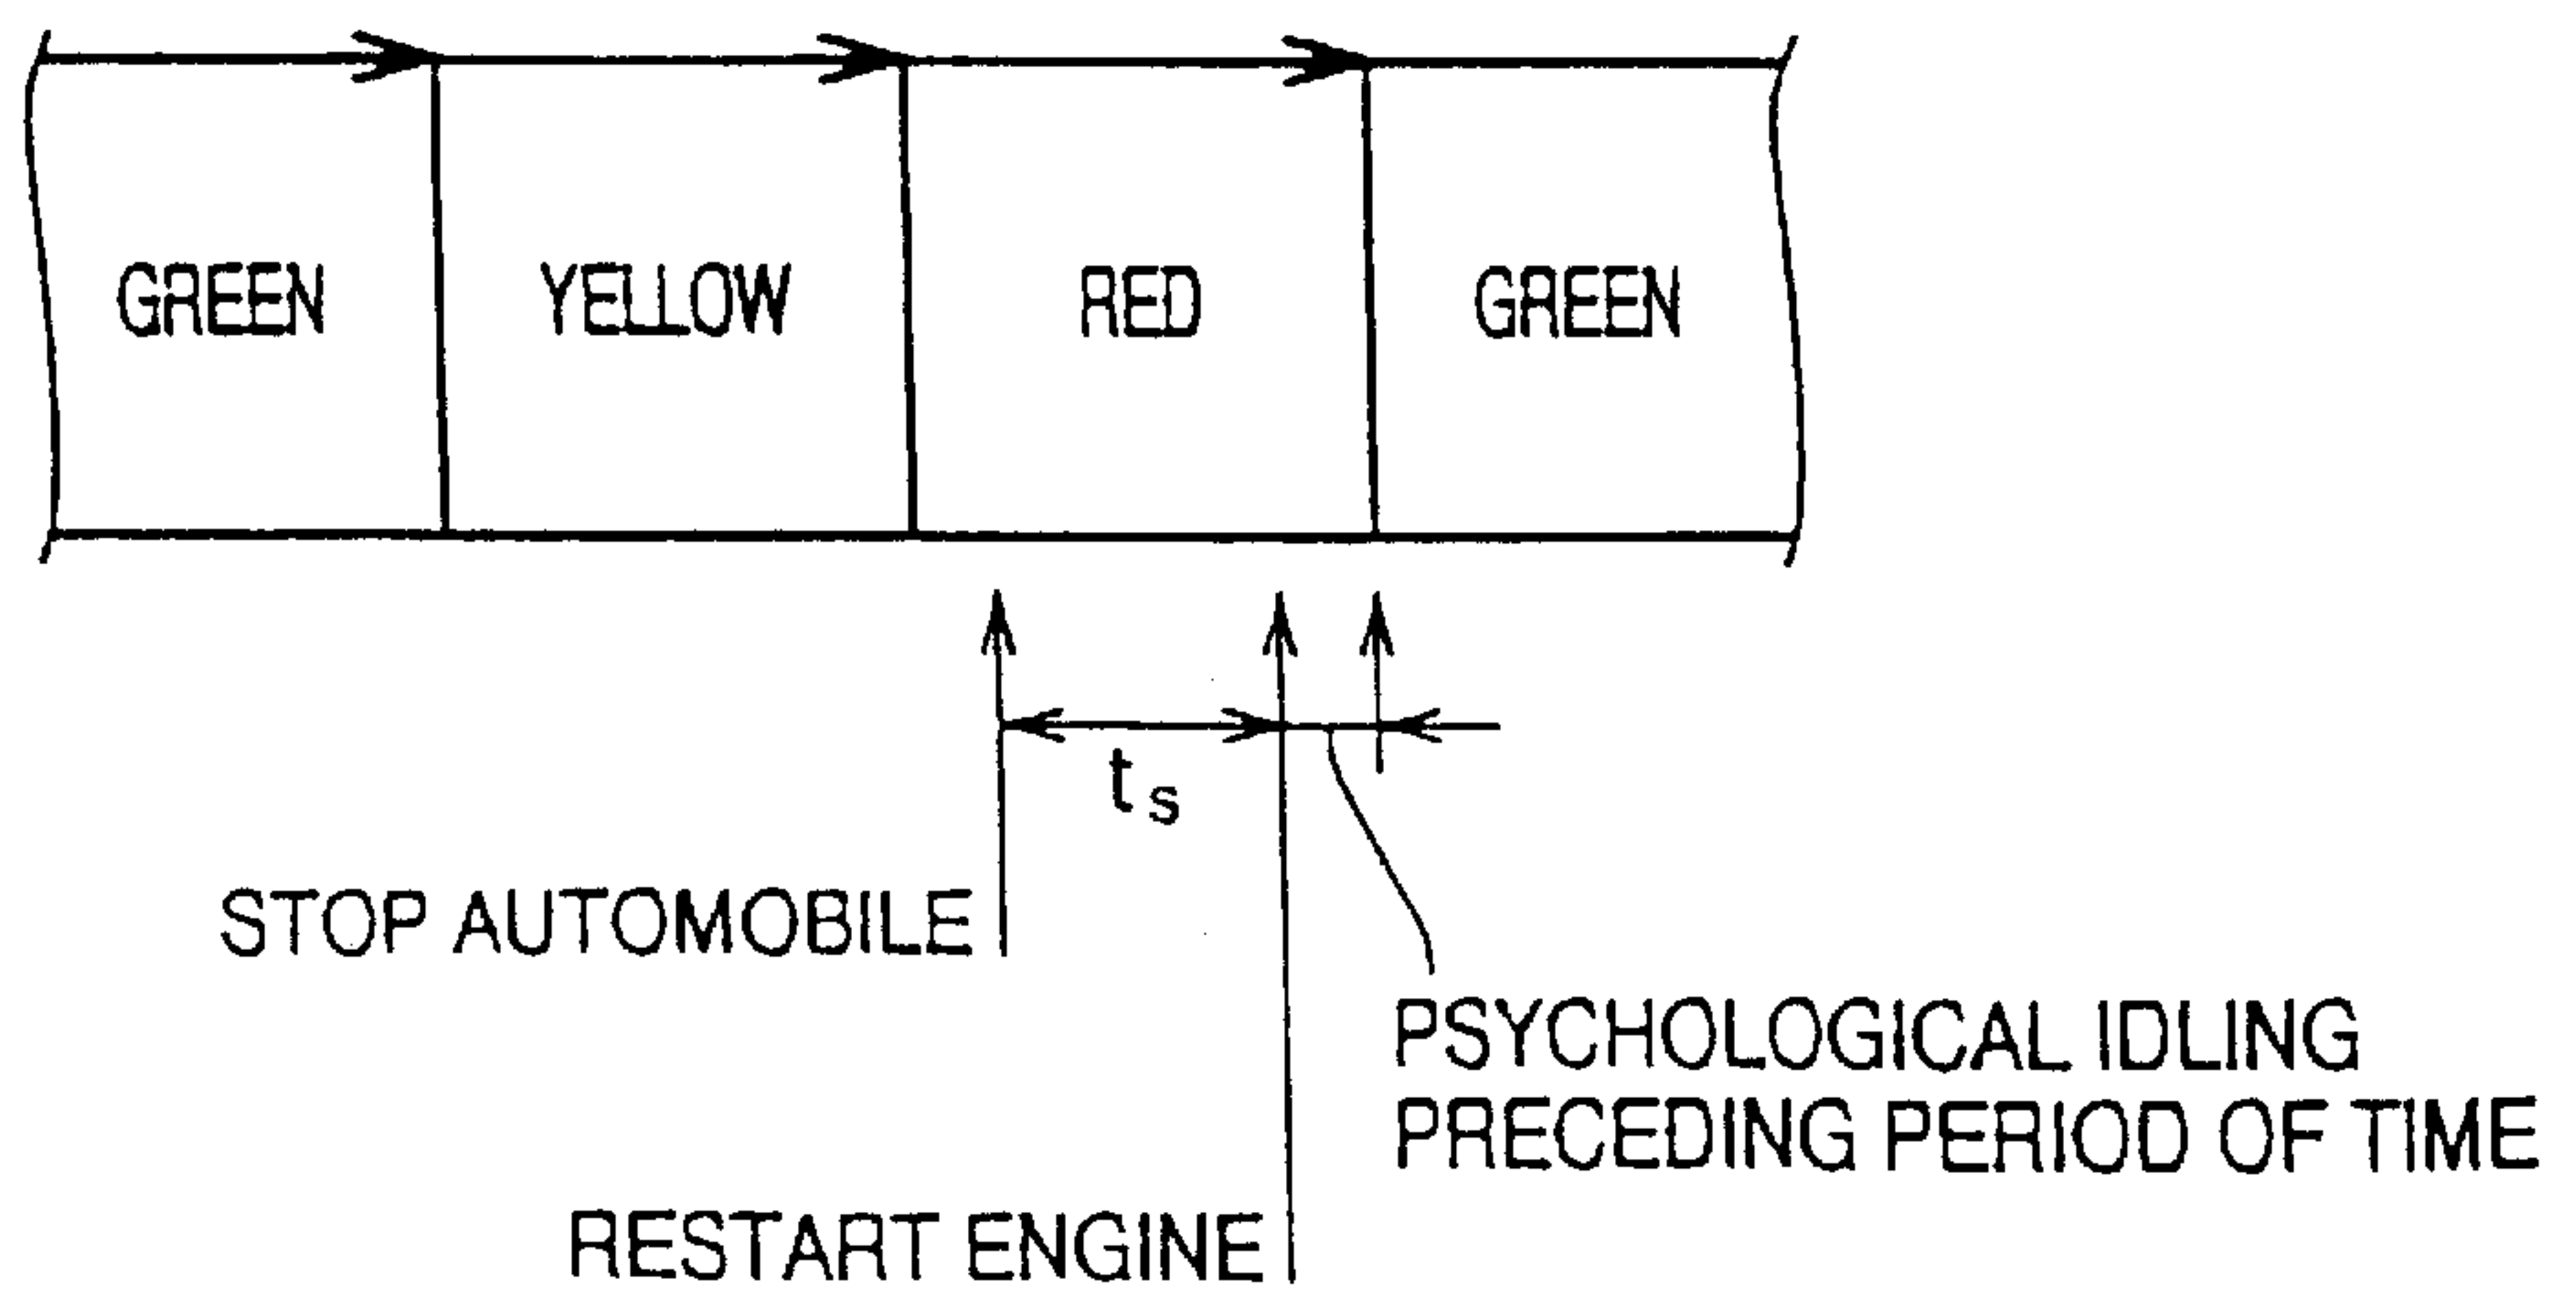 GREEN YELLOW RED GREEN
ts
STOP AUTOMOBILE
PSYCHOLOGICAL IDLING
PRECEDING PERIOD OF TIME
RESTART ENGINE